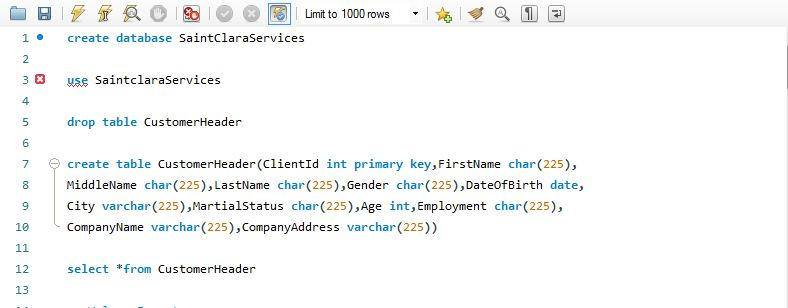 Limit to 1000 rows
1 create database SaintClaraServices
2
3 use SaintclaraServices
4
5 drop table CustomerHeader
6
7 create table CustomerHeader(ClientId int primary key,FirstName char(225),
8 MiddleName char(225),LastName char(225),Gender char(225),DateOfBirth date,
9 City varchar(225),MartialStatus char(225),Age int,Employment char(225),
10 CompanyName varchar(225),CompanyAddress varchar(225))
11
12 select *from CustomerHeader
13